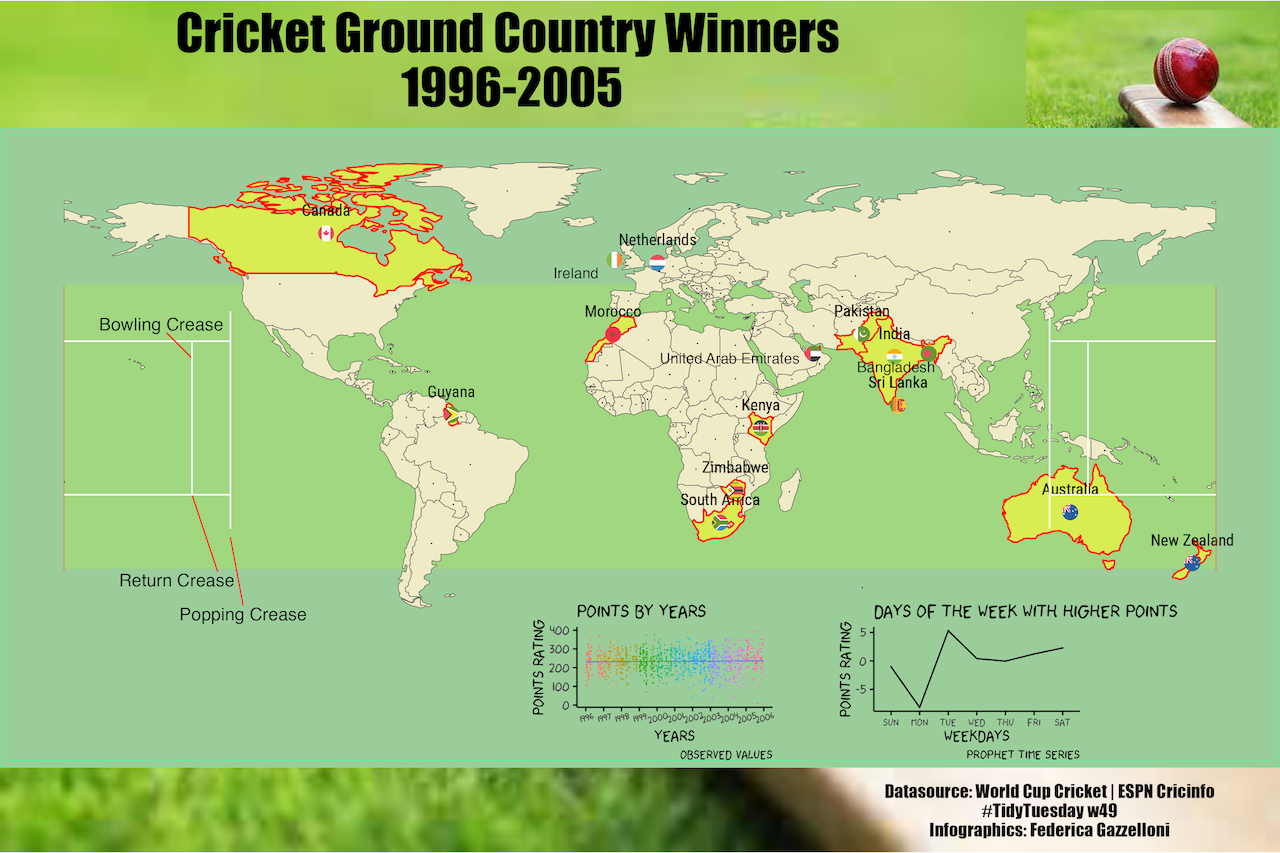 Cricket Ground Country Winners
1996-2005
Canada
Netherlands
Ireland
Morocco
Pakistan
Bowling Crease
India
United Arab Emirates
Bangladesh
Sri Lanka
Guyana
Kenya
Zimbabwe
South Africa
Australia
New Zealand
Return Crease
Popping Crease
POINTS BY YEARS
POINTS RATING
400
300
200
100
0
1996 1997 1998 1999 2000 2001 2002 2003 2004 2005 2006
YEARS
OBSERVED VALUES
DAYS OF THE WEEK WITH HIGHER POINTS
POINTS RATING
5
0
-5
SUN MON TUE WED THU FRI SAT
WEEKDAYS
PROPHET TIME SERIES
Datasource: World Cup Cricket | ESPN Cricinfo
#TidyTuesday w49
Infographics: Federica Gazzelloni